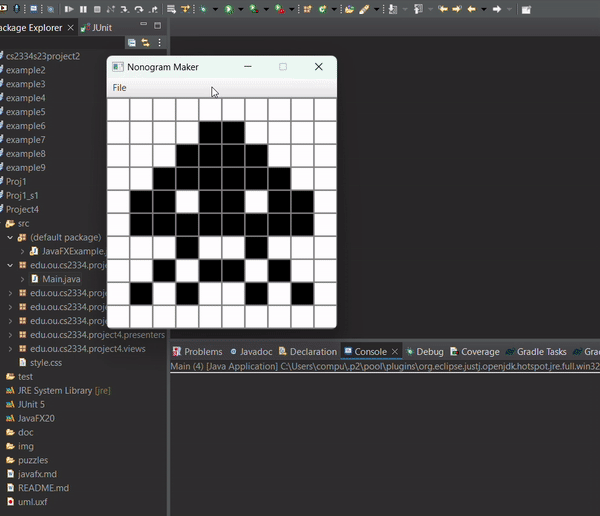 Package Explorer
JUnit
cs2334s23project2
example2
example3
example4
example5
example6
example7
example8
example9
Proj1
Proj1_s1
Project4
src
(default package)
JavaFXExample.
edu.ou.cs2334.proje
Main.java
edu.ou.cs2334.proje
edu.ou.cs2334.proje
edu.ou.cs2334.proje
edu.ou.cs2334.project4.presenters
edu.ou.cs2334.project4.views
style.css
test
JRE System Library [jre]
JUnit 5
JavaFX20
doc
img
puzzles
javafx.md
README.md
uml.uxf
Nonogram Maker
File
Problems
Javadoc
Declaration
Console
Debug
Coverage
Gradle Tasks
Grad
Main (4) [Java Application] C:\Users\compu\.p2\pool\plugins\org.eclipse.justj.openjdk.hotspot.jre.full.win32